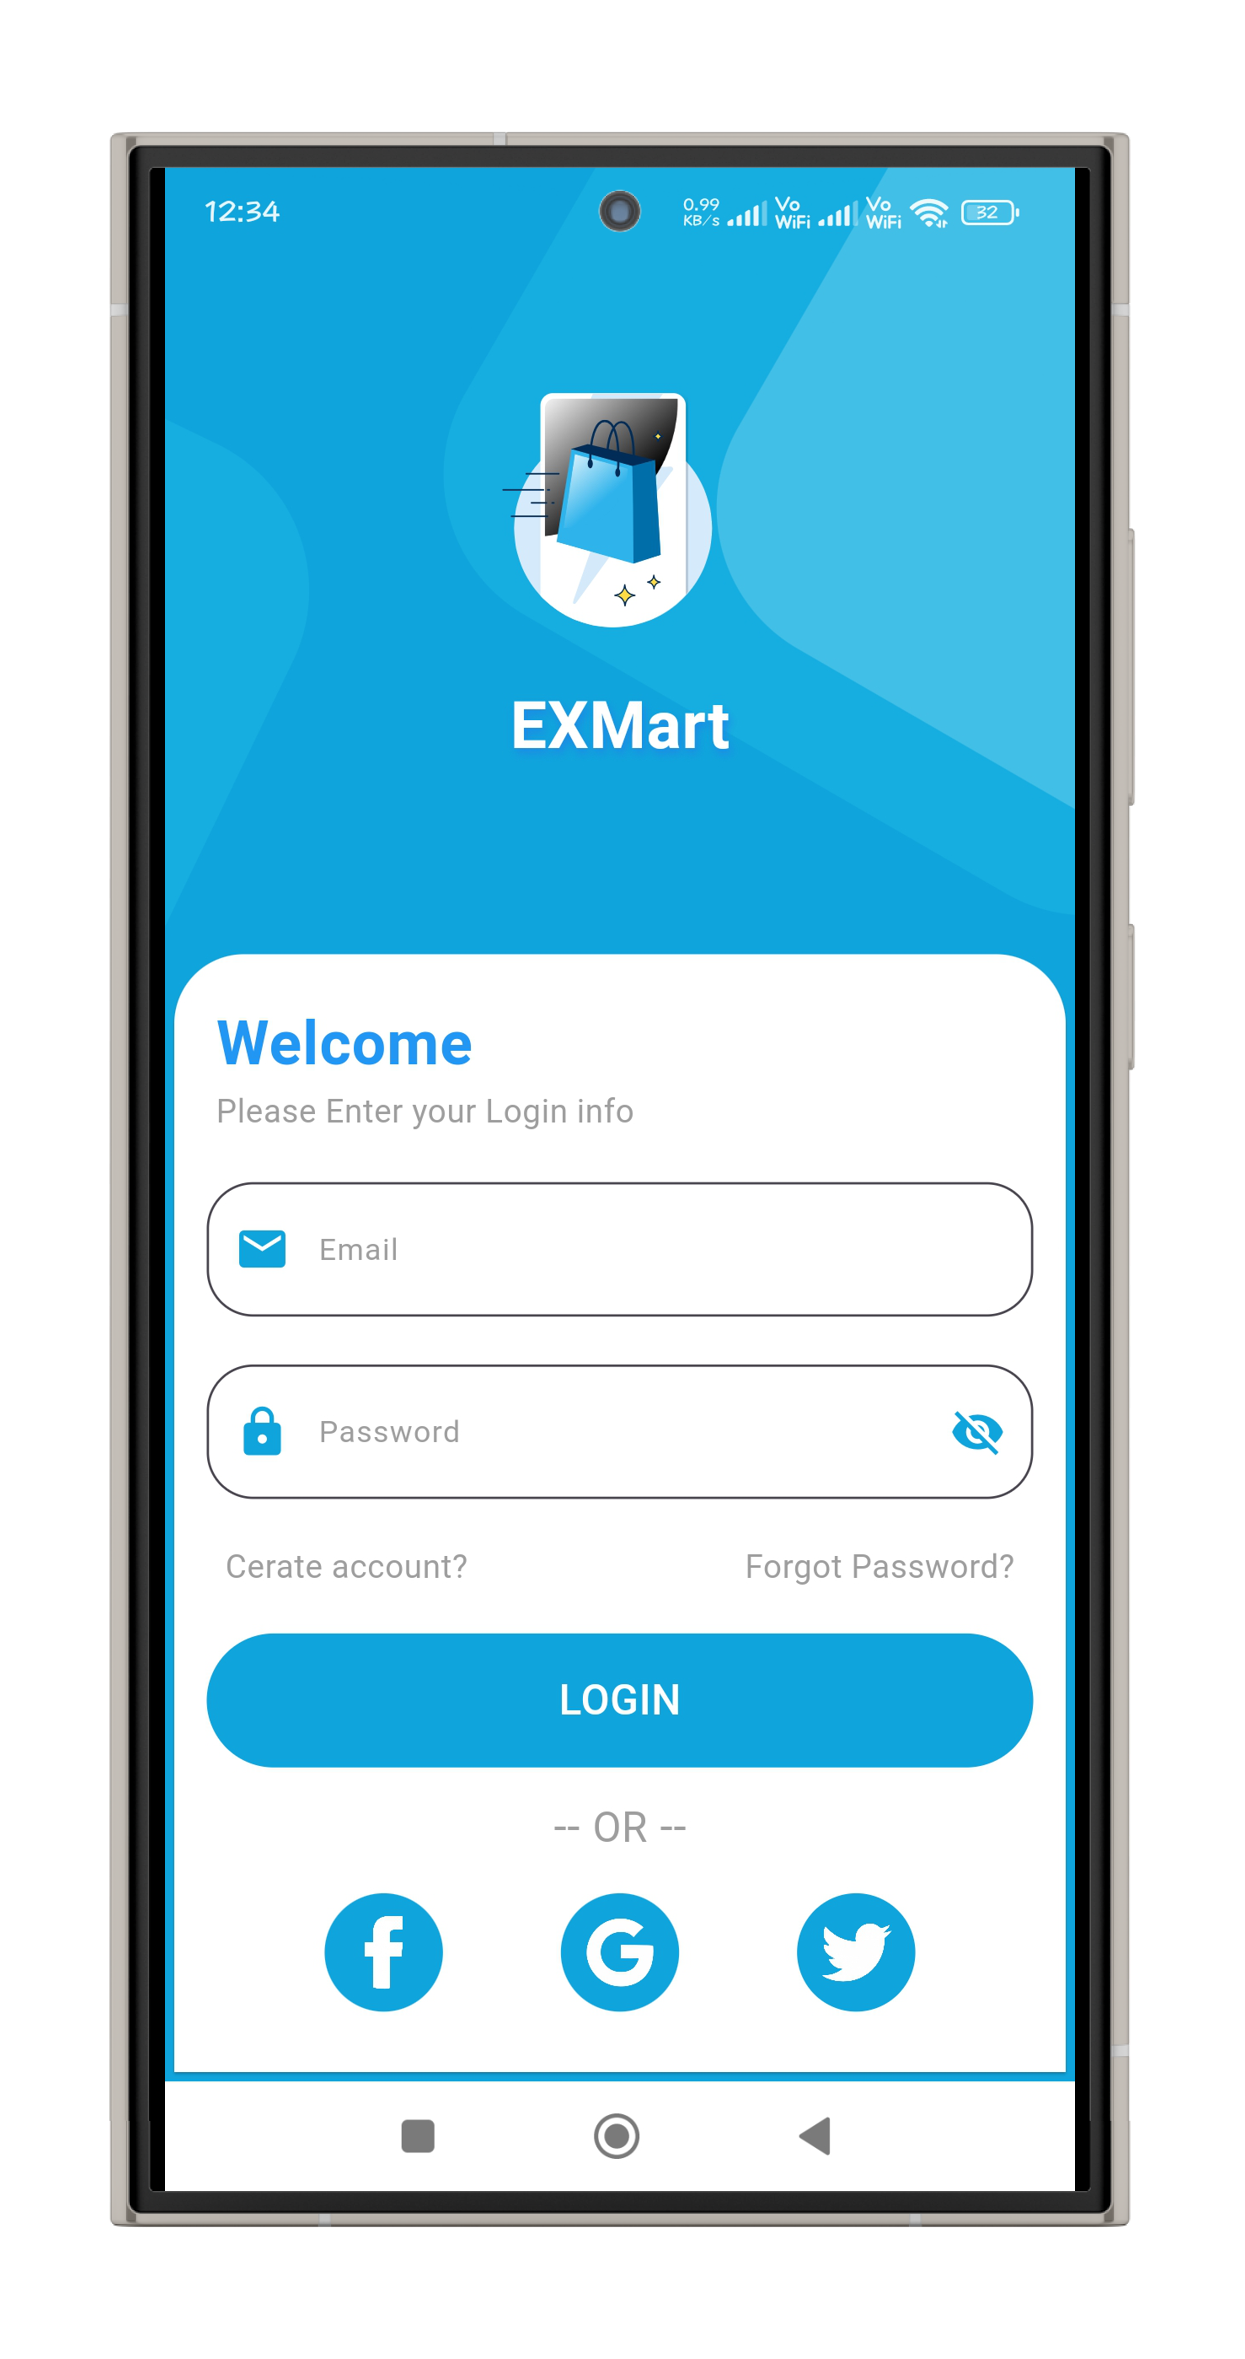 12:34
0.99 KB/s Vo WiFi Vo WiFi 32
EXMart
Welcome
Please Enter your Login info
Email
Password
Cerate account? Forgot Password?
LOGIN
-- OR --
f G